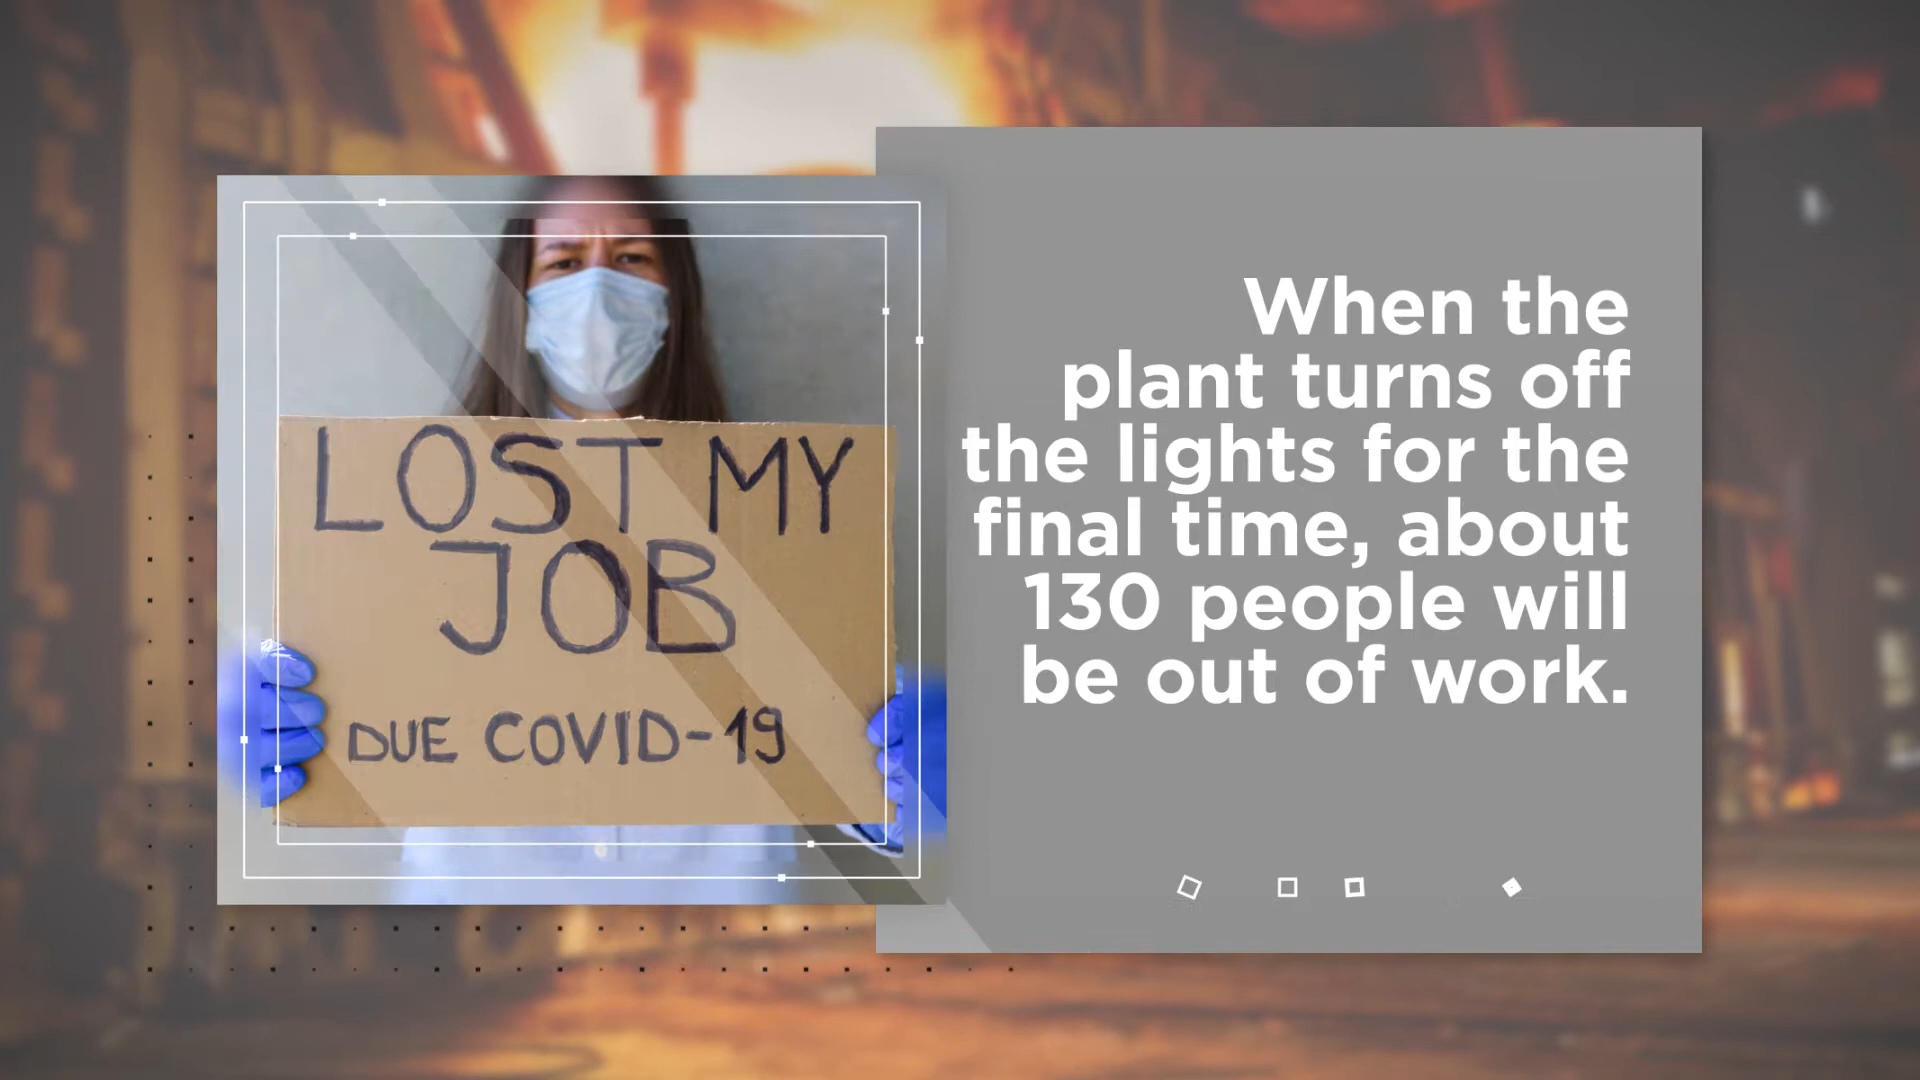 LOST MY
JOB
DUE COVID-19
When the
plant turns off
the lights for the
final time, about
130 people will
be out of work.